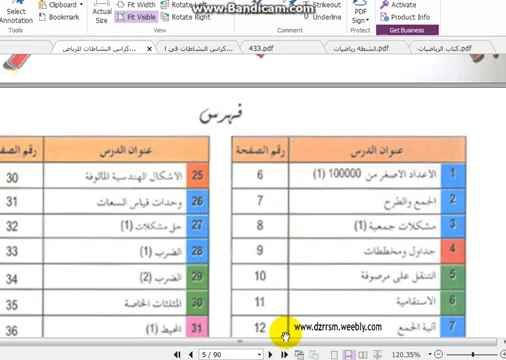 www.Bandicam.com
Select
Annotation
Clipboard
Bookmark
Actual
Size
Fit Width
Fit Visible
Rotate Left
Rotate Right
Strikeout
Underline
PDF
Sign
Activate
Product Info
Tools
View
Comment
Protect
Get Business
كراس النشاطات للرياض...
كراس النشاطات في ا...
433.pdf
انشطة رياضيات.pdf
كتاب الرياضيات.pdf
فهرس
عنوان الدرس رقم الصفحة
1 الأعداد الأصغر من 100000 (1) 6
2 الجمع والطرح 7
3 مشكلات جمعية (1) 8
4 جداول ومخططات 9
5 التنقل على مرصوفة 10
6 الاستقامية 11
7 آلية الجمع 12
عنوان الدرس رقم الصف
25 الأشكال الهندسية المألوفة 30
26 وحدات قياس السعات 31
27 حل مشكلات (1) 32
28 الضرب (1) 33
29 الضرب (2) 34
30 المثلثات الخاصة 35
31 المحيط (1) 36
www.dzrrsm.weebly.com
5 / 90
120.35%